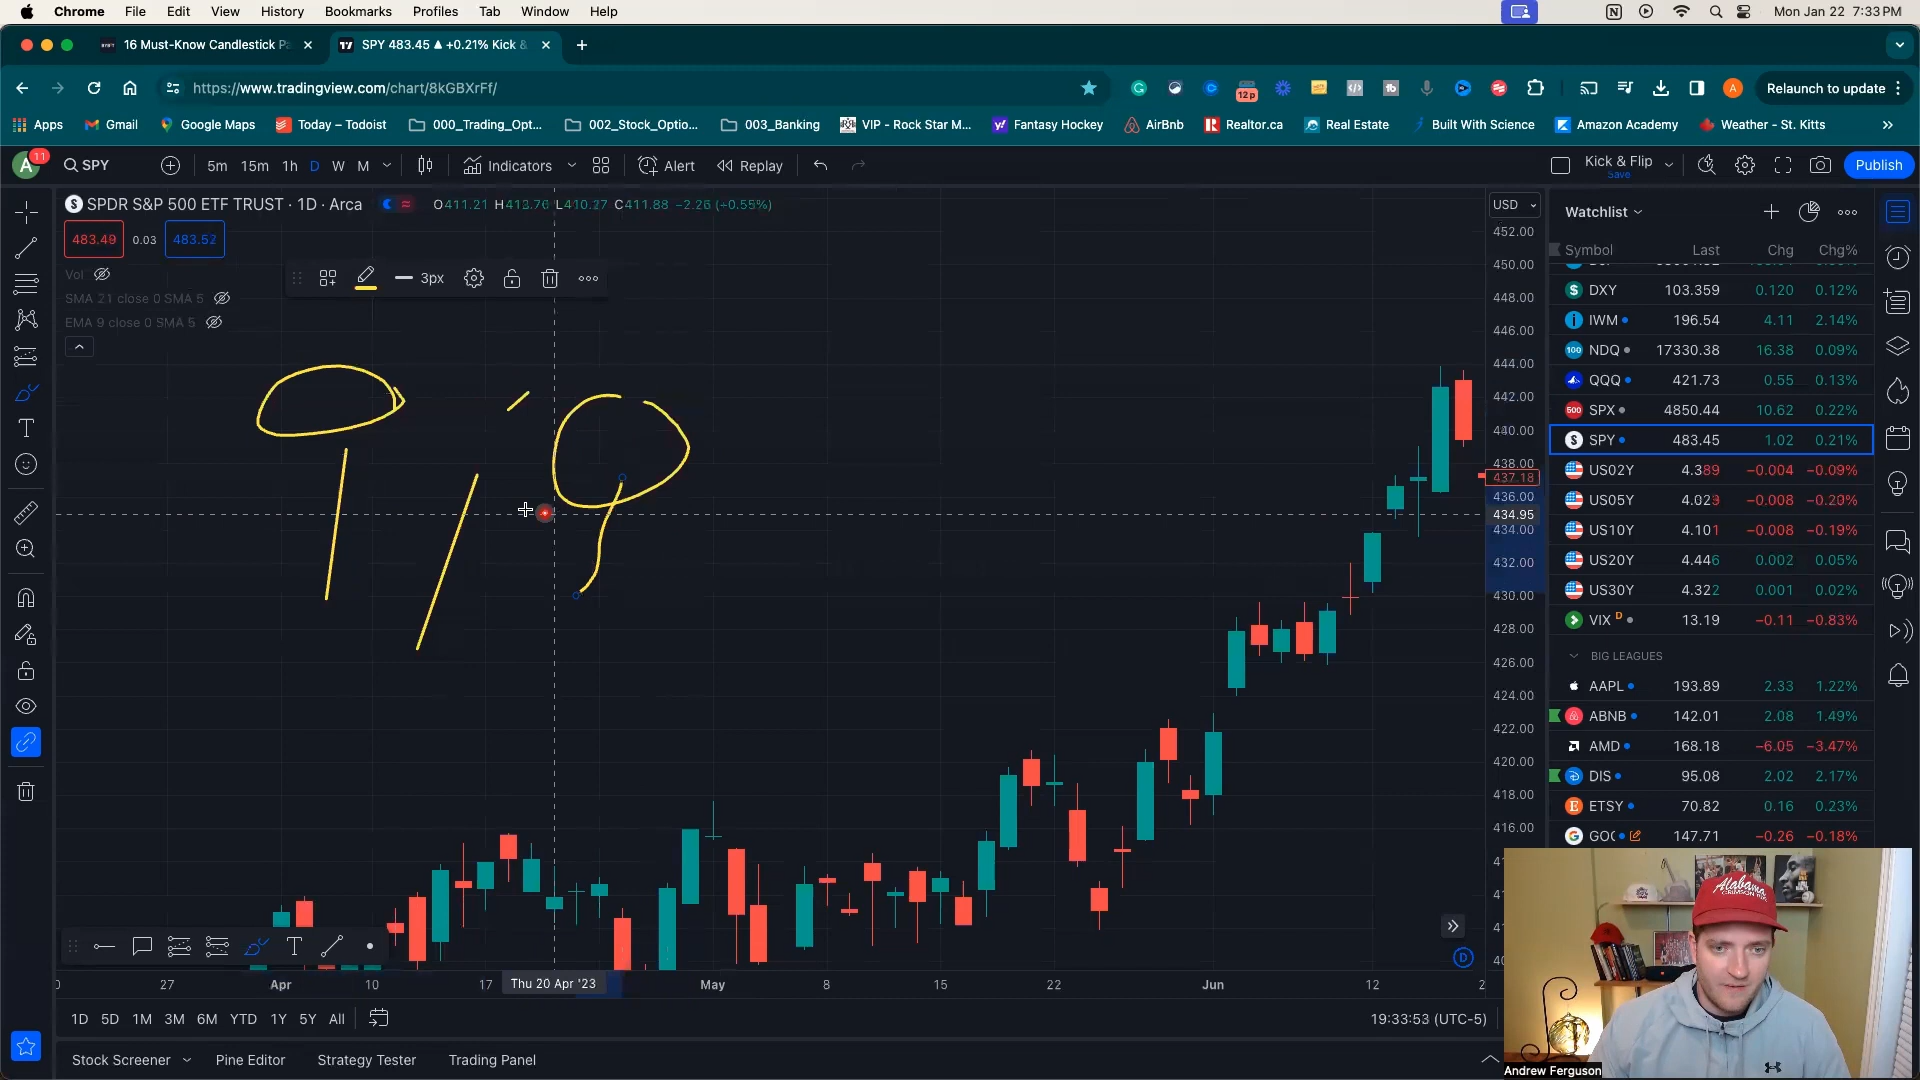 Chrome File Edit View History Bookmarks Profiles Tab Window Help Mon Jan 22 7:33 PM
16 Must-Know Candlestick Pa SPY 483.45 ▲ +0.21% Kick &
https://www.tradingview.com/chart/8kGBXrFf/ 12p A Relaunch to update
Apps Gmail Google Maps Today – Todoist 000_Trading_Opt... 002_Stock_Optio... 003_Banking VIP - Rock Star M... Fantasy Hockey AirBnb Realtor.ca Real Estate Built With Science Amazon Academy Weather - St. Kitts
A 11 SPY 5m 15m 1h D W M Indicators Alert Replay Kick & Flip Save Publish
SPDR S&P 500 ETF TRUST · 1D · Arca O411.21 H412.76 L410.27 C411.88 −2.26 (+0.55%) USD Watchlist
483.49 0.03 483.52
Symbol Last Chg Chg%
Vol
SMA 21 close 0 SMA 5
EMA 9 close 0 SMA 5
3px
452.00
450.00
448.00
446.00
444.00
442.00
440.00
438.00
437.18
436.00
434.95
434.00
432.00
430.00
428.00
426.00
424.00
422.00
420.00
418.00
416.00
DXY 103.359 0.120 0.12%
IWM 196.54 4.11 2.14%
NDQ 17330.38 16.38 0.09%
QQQ 421.73 0.55 0.13%
SPX 4850.44 10.62 0.22%
SPY 483.45 1.02 0.21%
US02Y 4.389 −0.004 −0.09%
US05Y 4.023 −0.008 −0.20%
US10Y 4.101 −0.008 −0.19%
US20Y 4.446 0.002 0.05%
US30Y 4.322 0.001 0.02%
VIX D 13.19 −0.11 −0.83%
BIG LEAGUES
AAPL 193.89 2.33 1.22%
ABNB 142.01 2.08 1.49%
AMD 168.18 −6.05 −3.47%
DIS 95.08 2.02 2.17%
ETSY 70.82 0.16 0.23%
GOO 147.71 −0.26 −0.18%
27 Apr 10 17 Thu 20 Apr '23 May 8 15 22 Jun 12
1D 5D 1M 3M 6M YTD 1Y 5Y All 19:33:53 (UTC-5)
Stock Screener Pine Editor Strategy Tester Trading Panel
Alabama
Andrew Ferguson